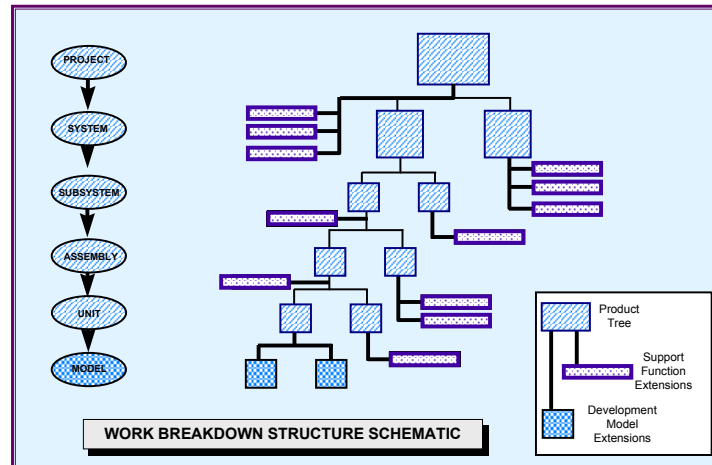 PROJECT
SYSTEM
SUBSYSTEM
ASSEMBLY
UNIT
MODEL
Product
Tree
Support
Function
Extensions
Development
Model
Extensions
WORK BREAKDOWN STRUCTURE SCHEMATIC